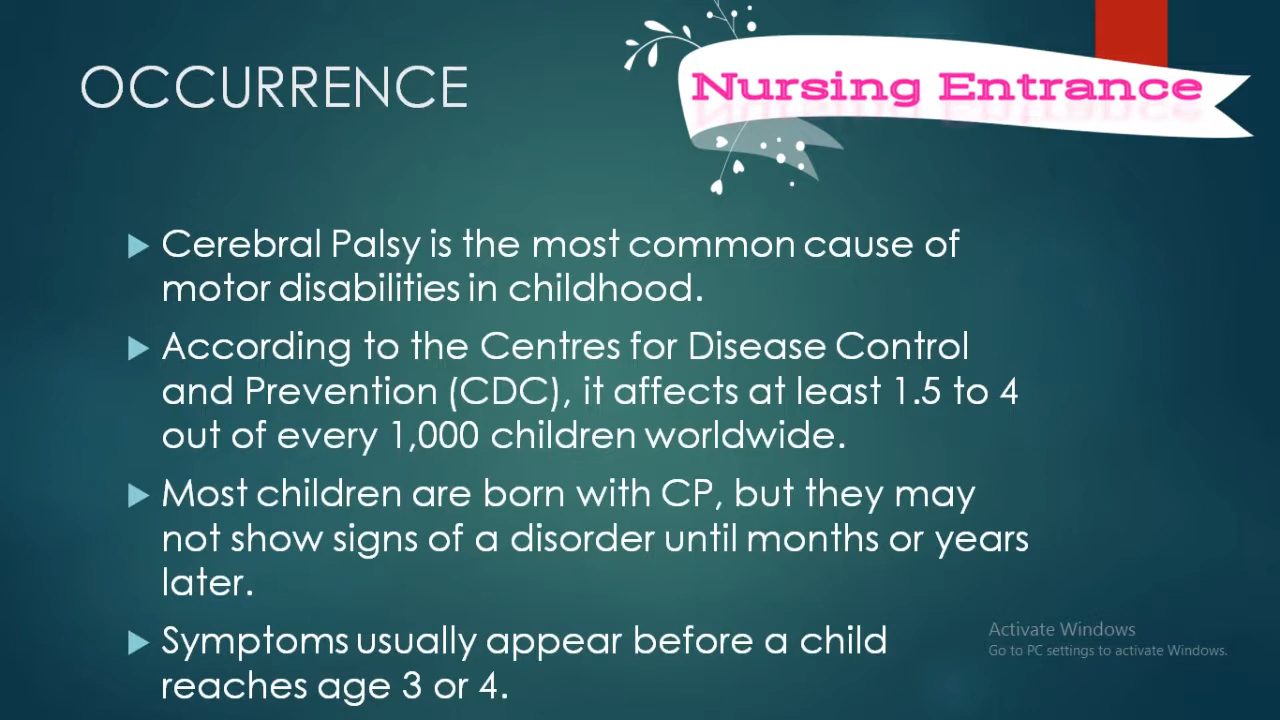 OCCURRENCE
Nursing Entrance
Cerebral Palsy is the most common cause of
motor disabilities in childhood.
According to the Centres for Disease Control
and Prevention (CDC), it affects at least 1.5 to 4
out of every 1,000 children worldwide.
Most children are born with CP, but they may
not show signs of a disorder until months or years
later.
Symptoms usually appear before a child
reaches age 3 or 4.
Activate Windows
Go to PC settings to activate Windows.